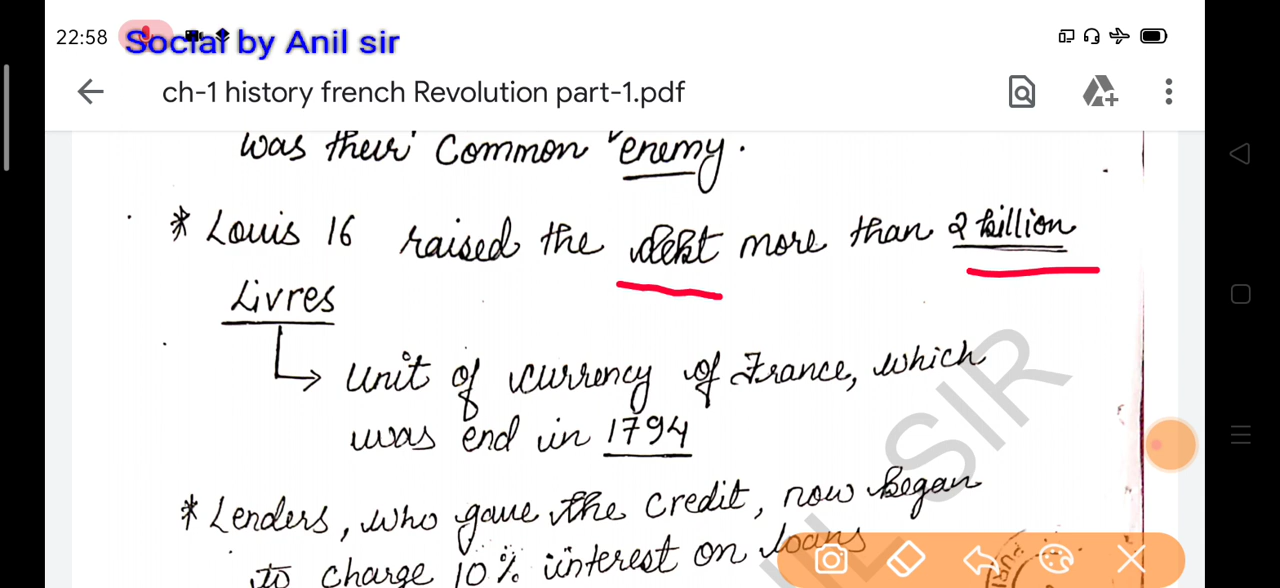 22:58
Social by Anil sir
ch-1 history french Revolution part-1.pdf
was their common enemy.
* Louis 16 raised the debt more than 2 billion
Livres
unit of currency of France, which
was end in 1794
* Lenders, who gave the credit, now began
to charge 10% interest on loans
IL SIR